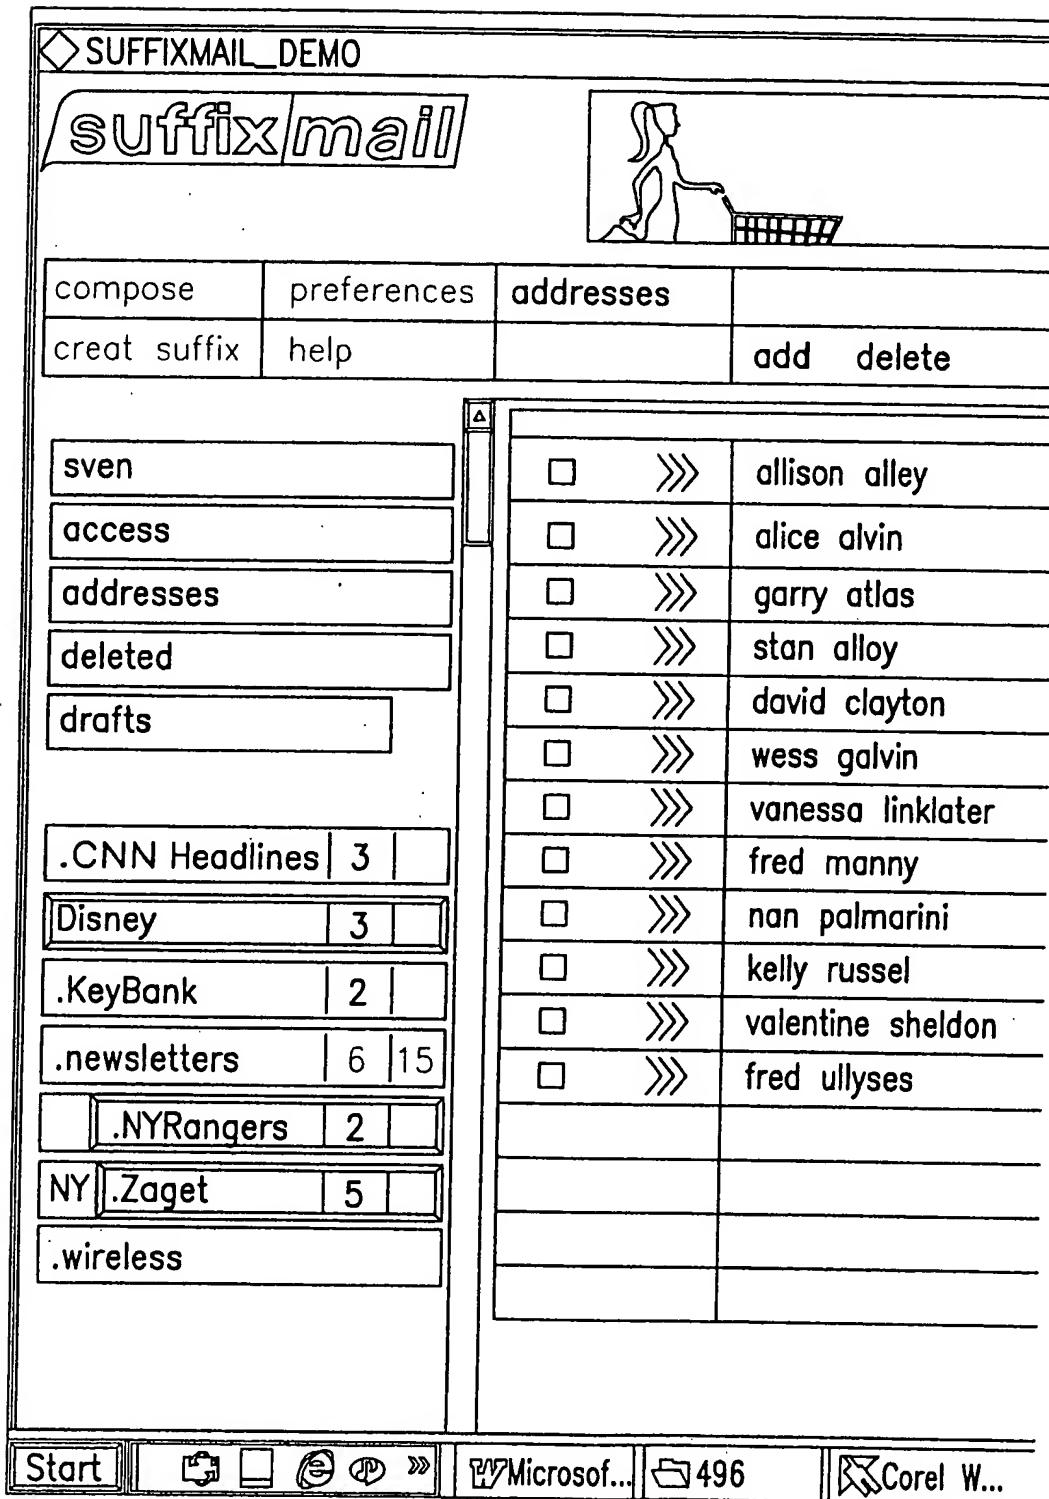 SUFFIXMAIL_DEMO
suffix mail
compose preferences addresses
creat suffix help add delete
sven
access
addresses
deleted
drafts
.CNN Headlines 3
Disney 3
.KeyBank 2
.newsletters 6 15
.NYRangers 2
NY .Zaget 5
.wireless
>>> allison alley
>>> alice alvin
>>> garry atlas
>>> stan alloy
>>> david clayton
>>> wess galvin
>>> vanessa linklater
>>> fred manny
>>> nan palmarini
>>> kelly russel
>>> valentine sheldon
>>> fred ullyses
Start >> W Microsof... 496 Corel W...